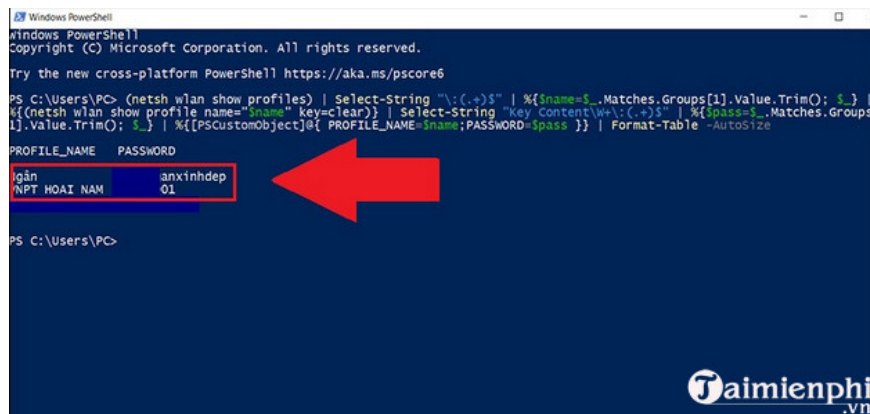 Windows PowerShell
Windows PowerShell
Copyright (C) Microsoft Corporation. All rights reserved.
Try the new cross-platform PowerShell https://aka.ms/pscore6
PS C:\Users\PC> (netsh wlan show profiles) | Select-String "\:(.+)$" | %{$name=$_.Matches.Groups[1].Value.Trim(); $_} |
%{(netsh wlan show profile name="$name" key=clear)} | Select-String "Key Content\W+\:(.+)$" | %{$pass=$_.Matches.Groups
1].Value.Trim(); $_} | %{[PSCustomObject]@{ PROFILE_NAME=$name;PASSWORD=$pass }} | Format-Table -AutoSize
PROFILE_NAME PASSWORD
Ngân anxinhdep
VNPT HOAI NAM 01
PS C:\Users\PC>
Taimienphi
.vn